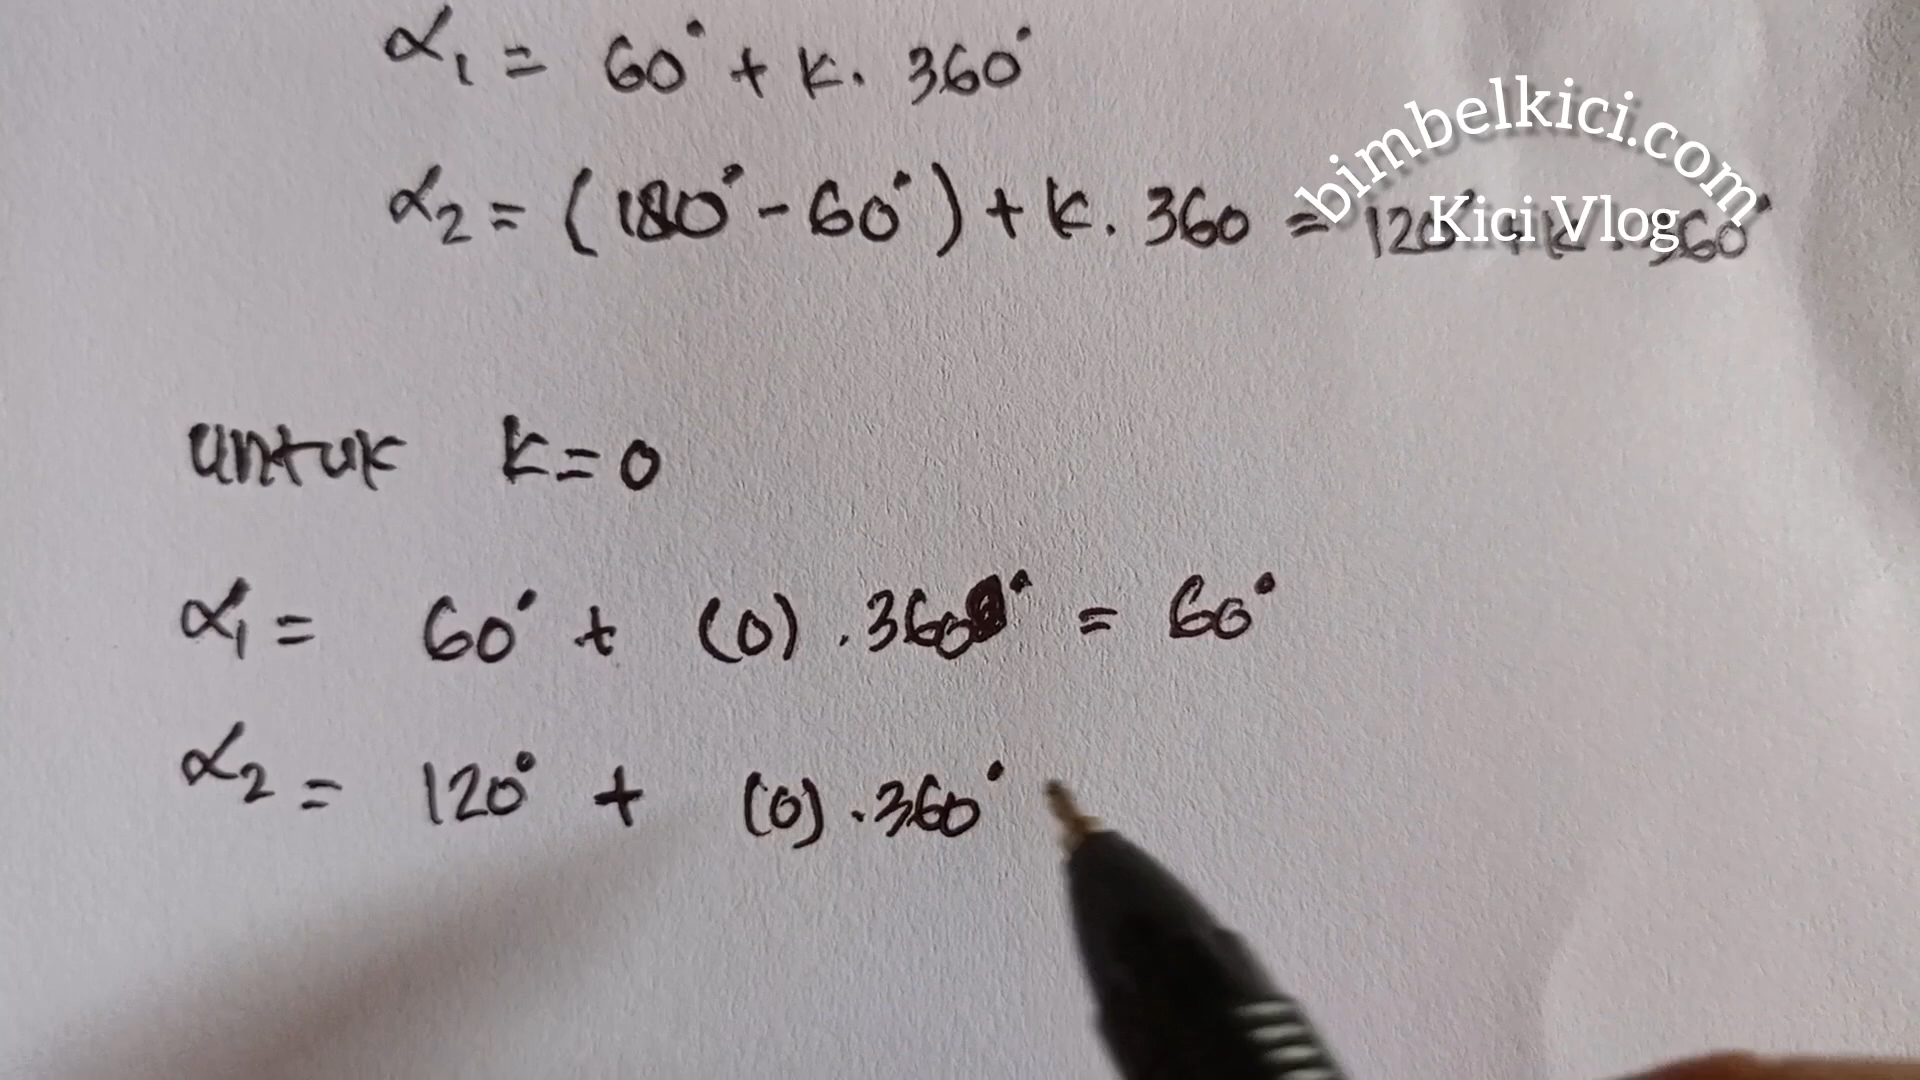 α₁ = 60° + k. 360°
bimbelkici.com
Kici Vlog
α₂ = (180° - 60°) + k. 360 = 120° + k. 360°
untuk k = 0
α₁ = 60° + (0) .360° = 60°
α₂ = 120° + (0) .360°